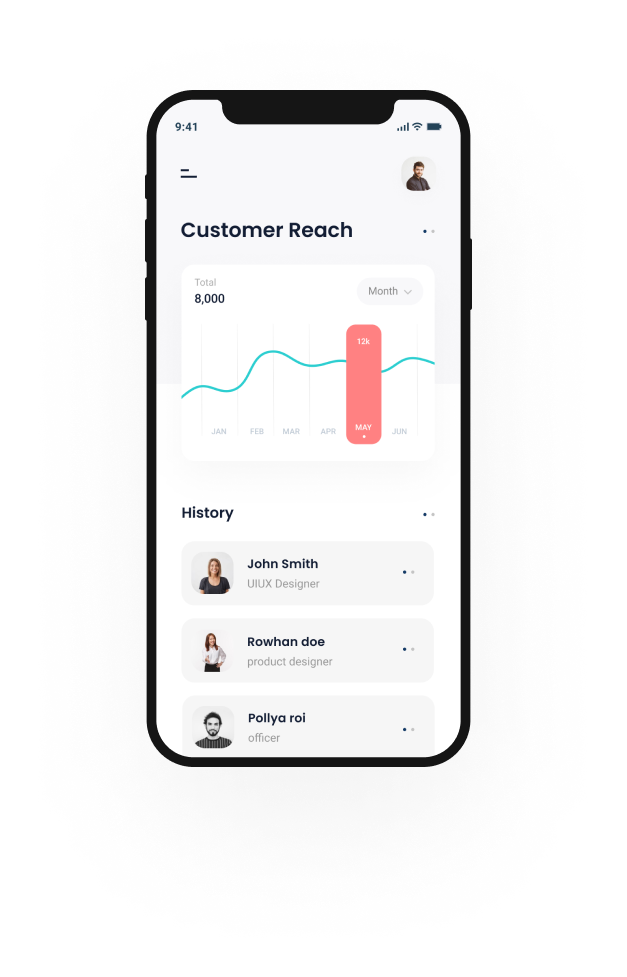 9:41
Customer Reach
Total
8,000
Month
12k
JAN FEB MAR APR MAY JUN
History
John Smith
UIUX Designer
Rowhan doe
product designer
Pollya roi
officer